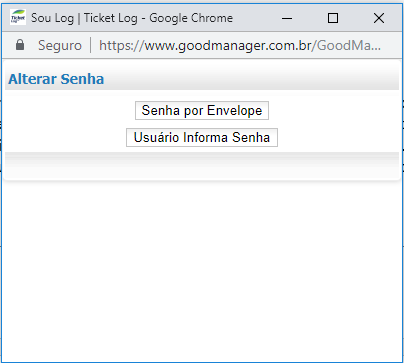 Sou Log | Ticket Log - Google Chrome
Seguro | https://www.goodmanager.com.br/GoodMa...
Alterar Senha
Senha por Envelope
Usuário Informa Senha